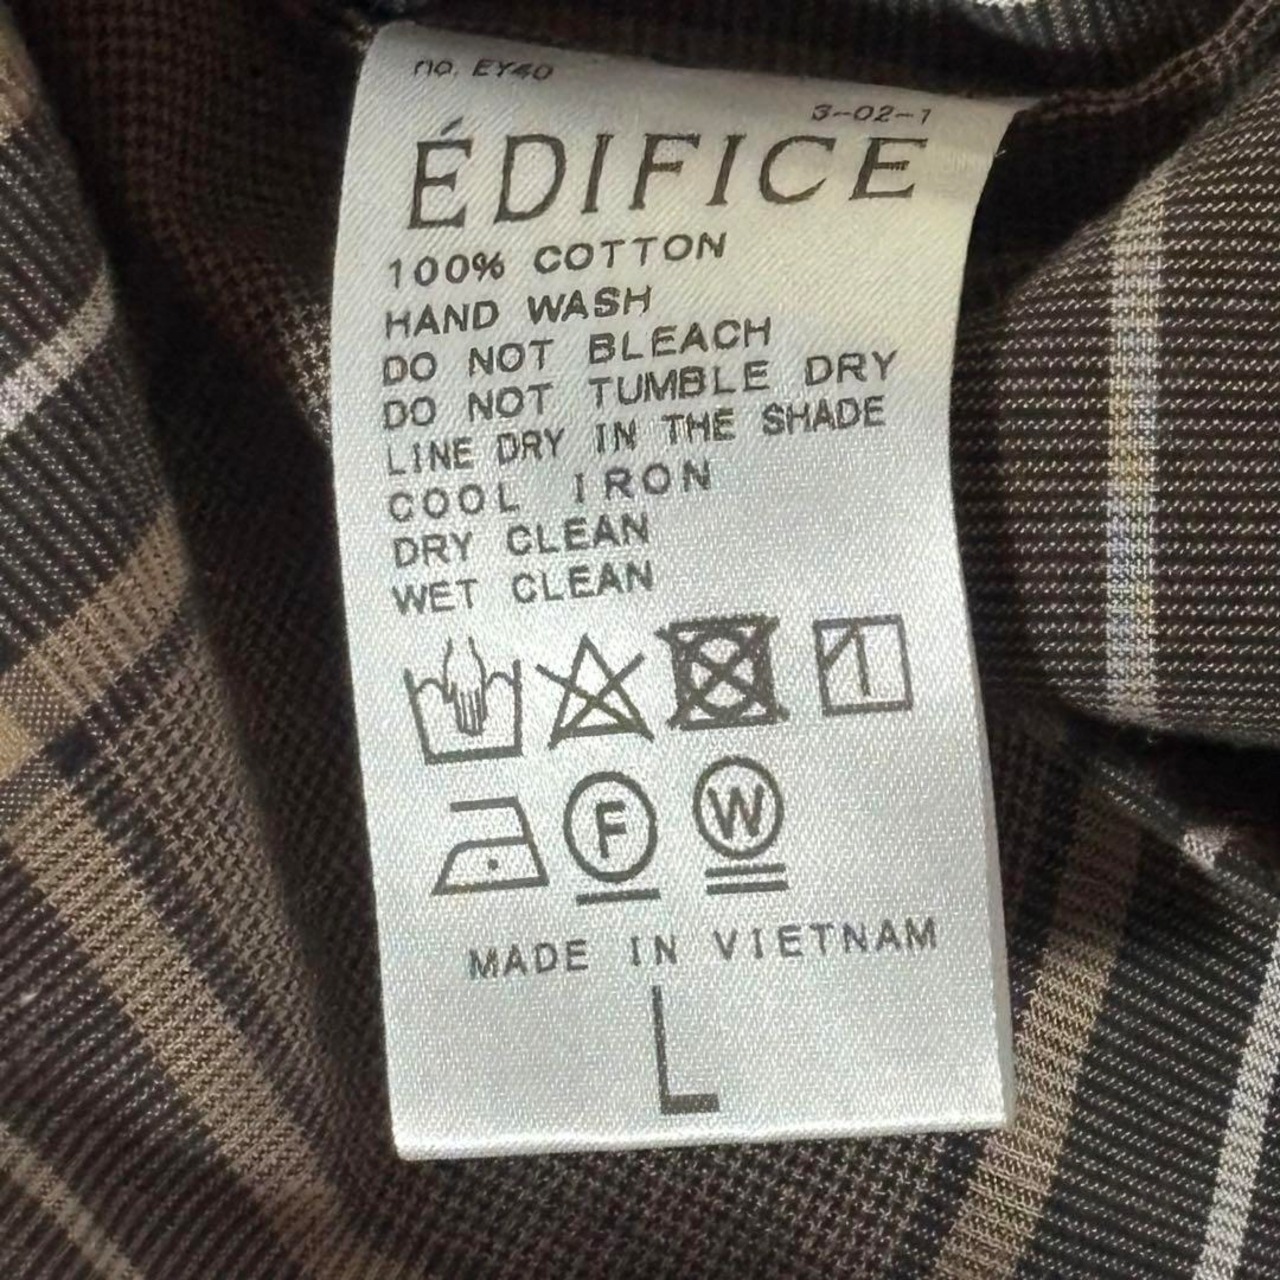 no. EY40
3-02-1
ÉDIFICE
100% COTTON
HAND WASH
DO NOT BLEACH
DO NOT TUMBLE DRY
LINE DRY IN THE SHADE
COOL IRON
DRY CLEAN
WET CLEAN
F W
MADE IN VIETNAM
L